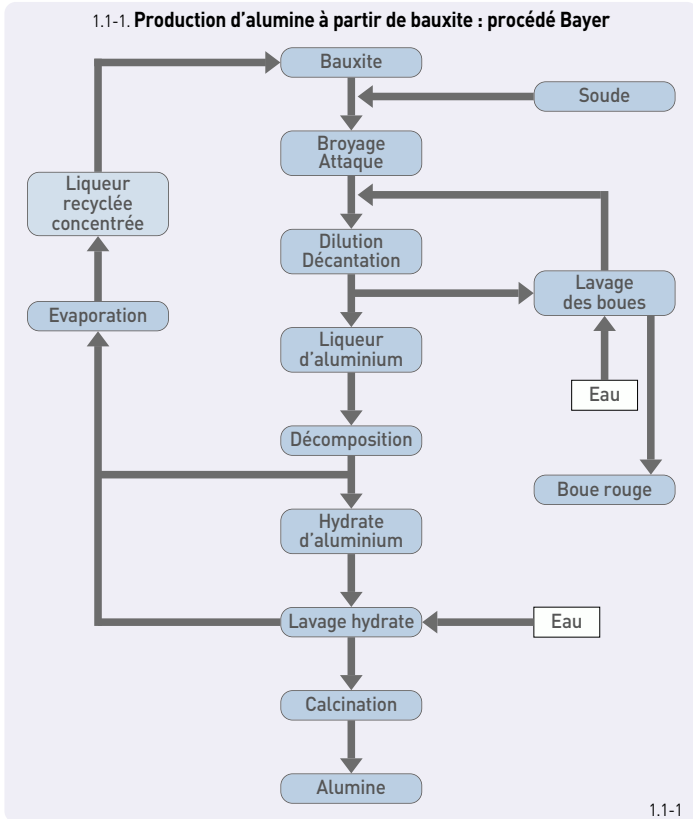 1.1-1. Production d’alumine à partir de bauxite : procédé Bayer
Bauxite
Soude
Broyage
Attaque
Liqueur
recyclée
concentrée
Dilution
Décantation
Lavage
des boues
Evaporation
Liqueur
d’aluminium
Eau
Décomposition
Boue rouge
Hydrate
d’aluminium
Lavage hydrate
Eau
Calcination
Alumine
1.1-1